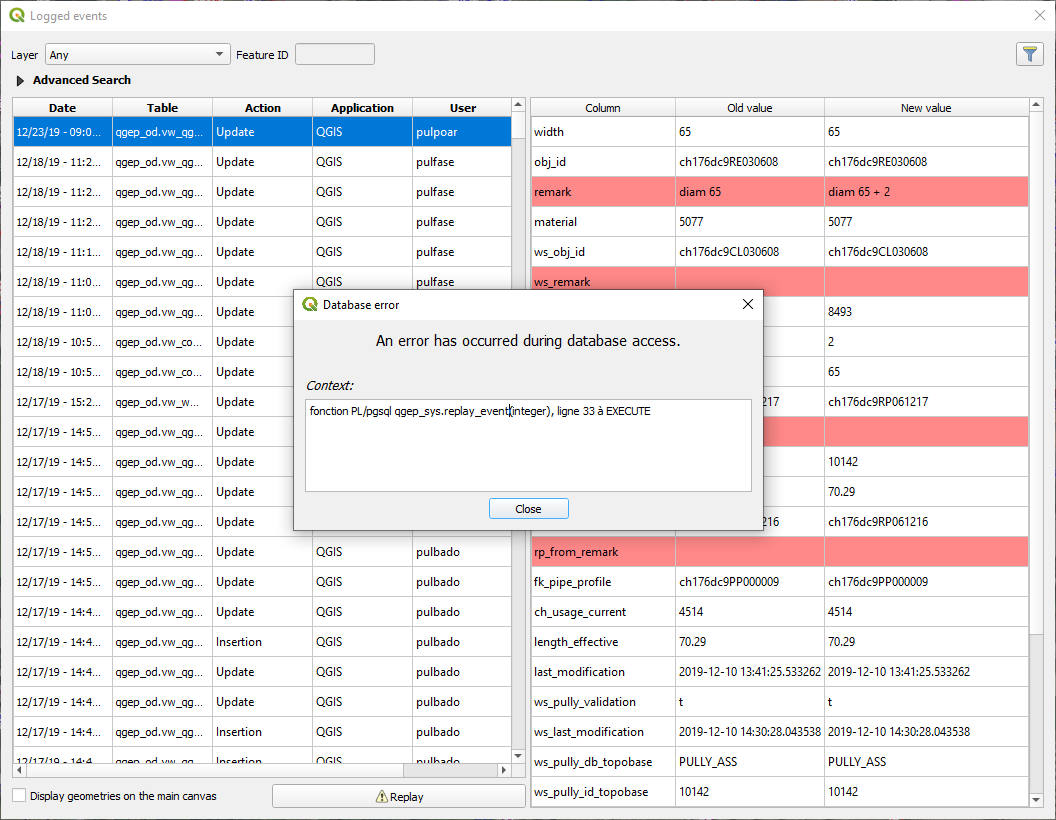 Logged events
Layer Any Feature ID
Advanced Search
Date Table Action Application User Column Old value New value
12/23/19 - 09:0... qgep_od.vw_qg... Update QGIS pulpoar width 65 65
12/18/19 - 11:2... qgep_od.vw_qg... Update QGIS pulfase obj_id ch176dc9RE030608 ch176dc9RE030608
12/18/19 - 11:2... qgep_od.vw_qg... Update QGIS pulfase remark diam 65 diam 65 + 2
12/18/19 - 11:2... qgep_od.vw_qg... Update QGIS pulfase material 5077 5077
12/18/19 - 11:1... qgep_od.vw_qg... Update QGIS pulfase ws_obj_id ch176dc9CL030608 ch176dc9CL030608
12/18/19 - 11:0... qgep_od.vw_qg... Update QGIS pulfase ws_remark
12/18/19 - 11:0... qgep_od.vw_qg... Update 8493
12/18/19 - 10:5... qgep_od.vw_co... Update 2
12/18/19 - 10:5... qgep_od.vw_co... Update 65
12/17/19 - 15:2... qgep_od.vw_w... Update 217 ch176dc9RP061217
12/17/19 - 14:5... qgep_od.vw_qg... Update
12/17/19 - 14:5... qgep_od.vw_qg... Update 10142
12/17/19 - 14:5... qgep_od.vw_qg... Update 70.29
12/17/19 - 14:5... qgep_od.vw_qg... Update 216 ch176dc9RP061216
12/17/19 - 14:5... qgep_od.vw_qg... Update QGIS pulbado rp_from_remark
12/17/19 - 14:5... qgep_od.vw_qg... Update QGIS pulbado fk_pipe_profile ch176dc9PP000009 ch176dc9PP000009
12/17/19 - 14:4... qgep_od.vw_qg... Update QGIS pulbado ch_usage_current 4514 4514
12/17/19 - 14:4... qgep_od.vw_qg... Insertion QGIS pulbado length_effective 70.29 70.29
12/17/19 - 14:4... qgep_od.vw_qg... Update QGIS pulbado last_modification 2019-12-10 13:41:25.533262 2019-12-10 13:41:25.533262
12/17/19 - 14:4... qgep_od.vw_qg... Update QGIS pulbado ws_pully_validation t t
12/17/19 - 14:4... qgep_od.vw_qg... Insertion QGIS pulbado ws_last_modification 2019-12-10 14:30:28.043538 2019-12-10 14:30:28.043538
12/17/19 - 14:4... qgep_od.vw_qg... Insertion QGIS pulbado ws_pully_db_topobase PULLY_ASS PULLY_ASS
ws_pully_id_topobase 10142 10142
Database error
An error has occurred during database access.
Context:
fonction PL/pgsql qgep_sys.replay_event(integer), ligne 33 à EXECUTE
Close
Display geometries on the main canvas Replay